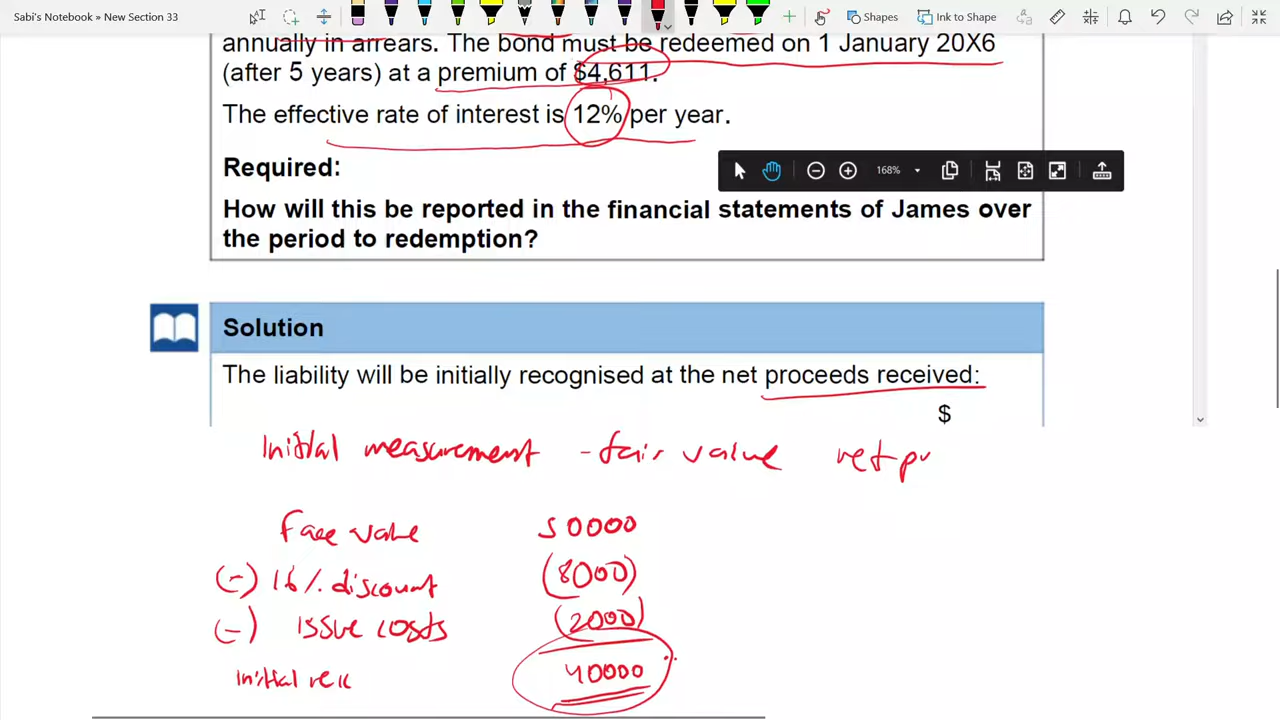 Sabi's Notebook » New Section 33
Shapes
Ink to Shape
annually in arrears. The bond must be redeemed on 1 January 20X6
(after 5 years) at a premium of $4,611.
The effective rate of interest is 12% per year.
168%
Required:
How will this be reported in the financial statements of James over
the period to redemption?
Solution
The liability will be initially recognised at the net proceeds received:
$
Initial measurement - fair value net pr
Face value 50000
(-) 16% discount (8000)
(-) issue costs (2000)
initial rec 40000